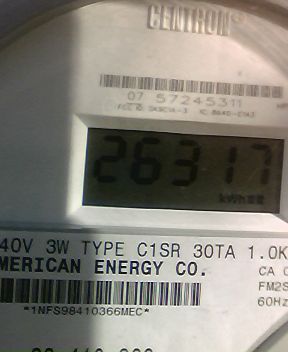 CENTRON
07 57245311
26317
kWh
40V 3W TYPE C1SR 30TA 1.0K
MERICAN ENERGY CO.
CA 0
FM2S
60Hz
*1NFS98410366MEC*